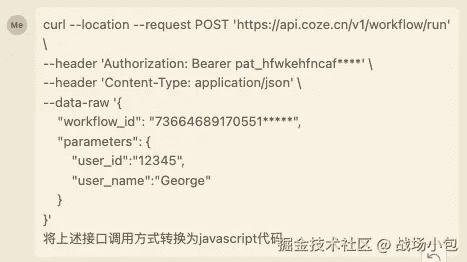 Me
curl --location --request POST 'https://api.coze.cn/v1/workflow/run'
\
--header 'Authorization: Bearer pat_hfwkehfncaf****' \
--header 'Content-Type: application/json' \
--data-raw '{
"workflow_id": "73664689170551*****",
"parameters": {
"user_id":"12345",
"user_name":"George"
}
}'
将上述接口调用方式转换为javascript代码
掘金技术社区 @ 战场小包